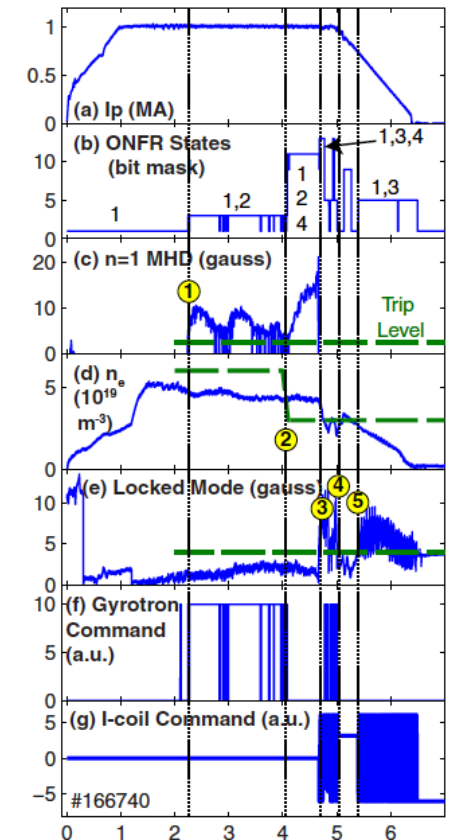 1
0.5
0
(a) Ip (MA)
(b) ONFR States
(bit mask)
1,3,4
10
1
1,2
1,3
5
1
2
4
0
20
(c) n=1 MHD (gauss)
1
10
Trip
Level
0
(d) nₑ
(10¹⁹
m⁻³)
5
2
0
(e) Locked Mode (gauss)
10
3
4
5
5
0
10
(f) Gyrotron
Command
(a.u.)
5
0
(g) I-coil Command (a.u.)
5
0
−5
#166740
0 1 2 3 4 5 6